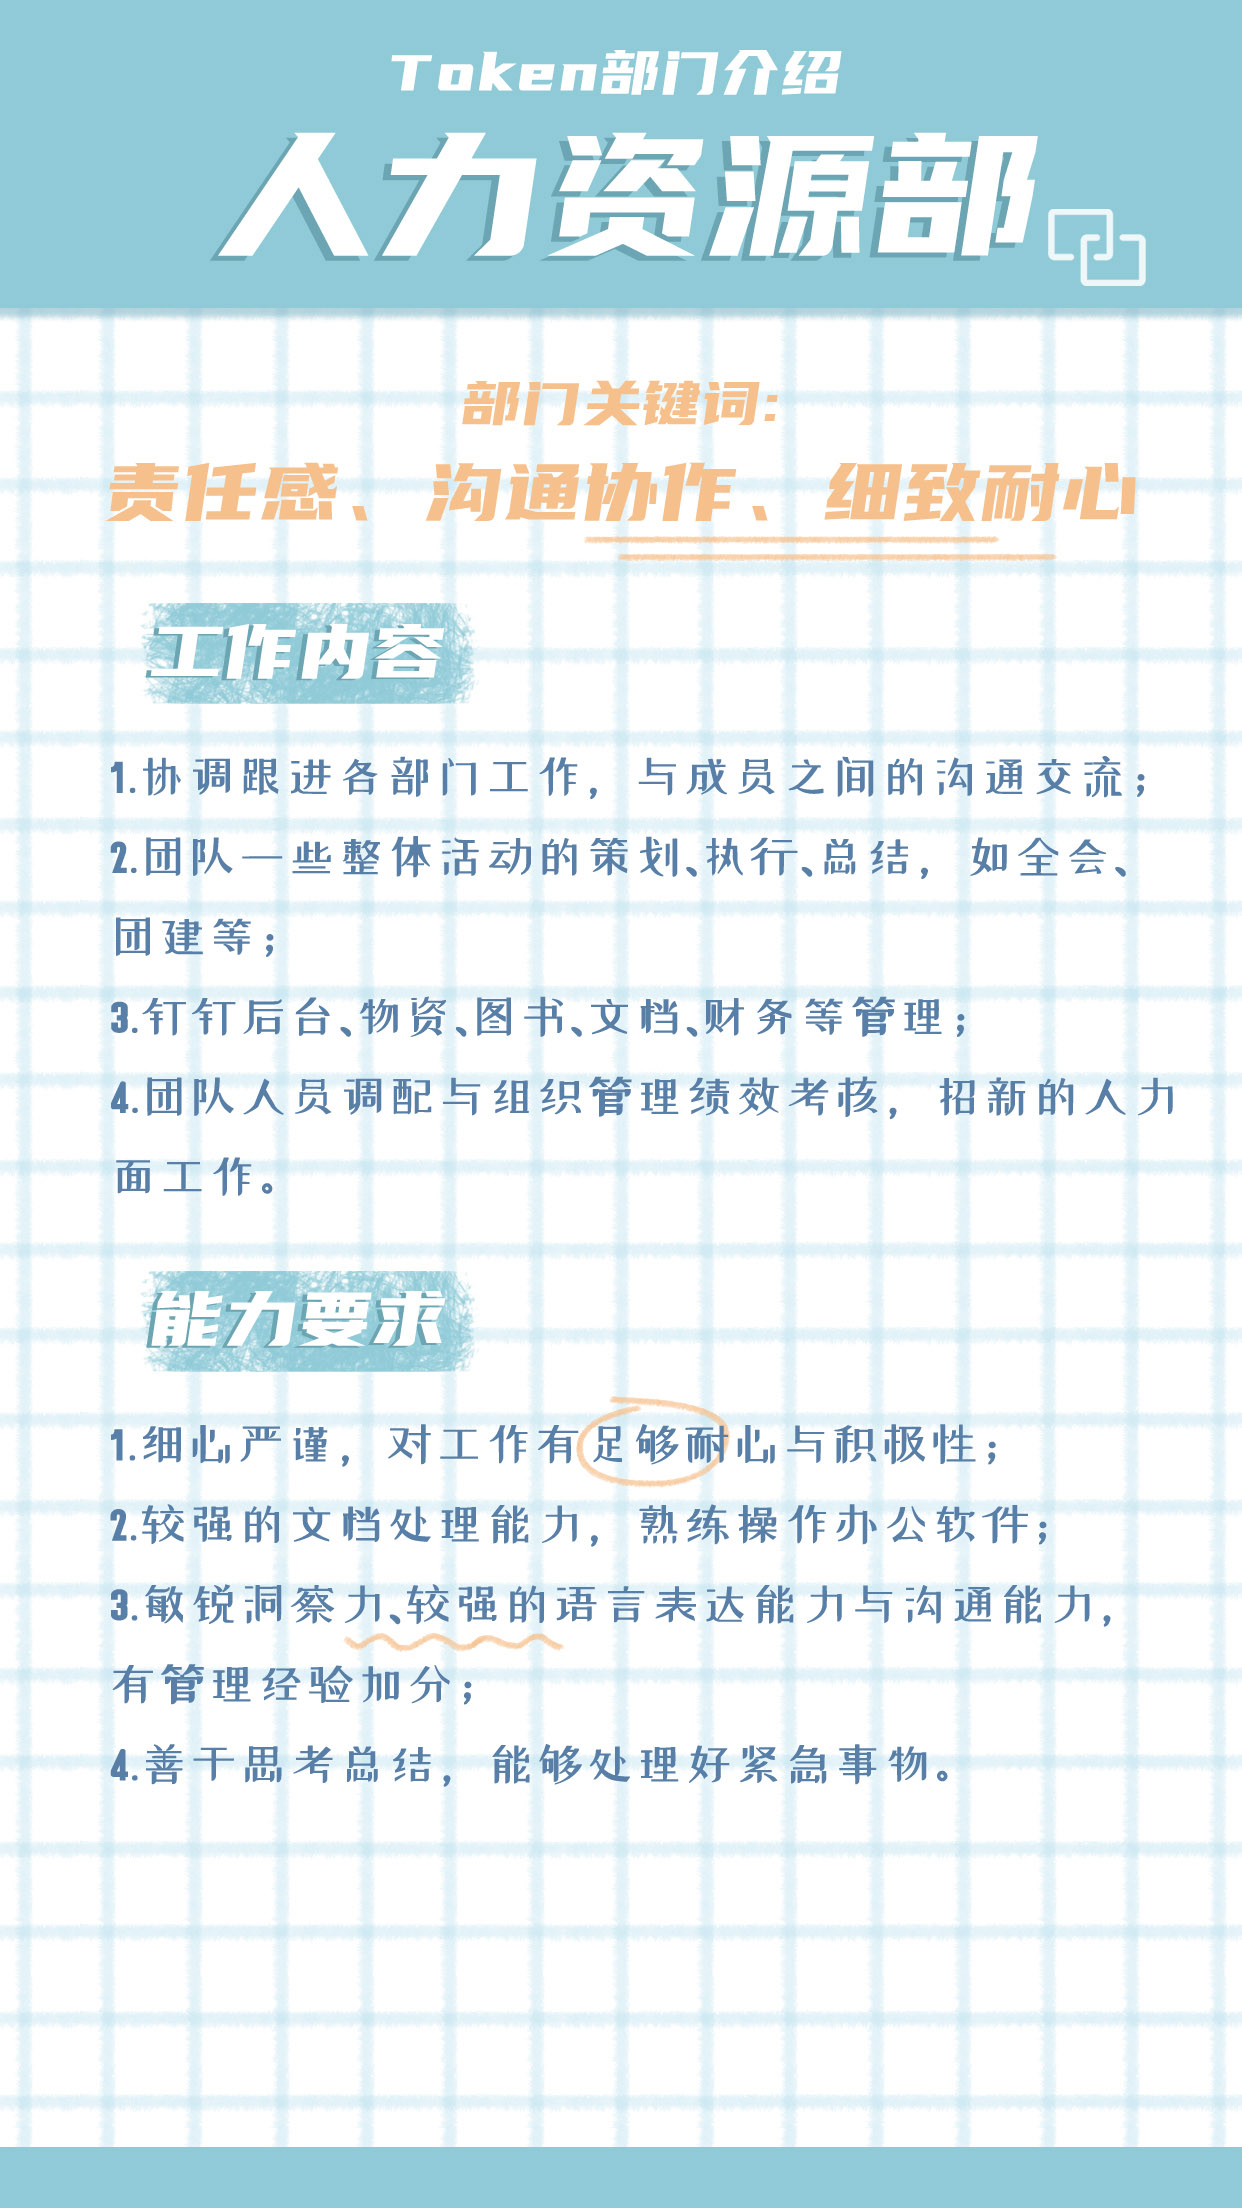 Token部门介绍
人力资源部
部门关键词:
责任感、沟通协作、细致耐心
工作内容
1.协调跟进各部门工作，与成员之间的沟通交流；
2.团队一些整体活动的策划、执行、总结，如全会、
团建等；
3.钉钉后台、物资、图书、文档、财务等管理；
4.团队人员调配与组织管理绩效考核，招新的人力
面工作。
能力要求
1.细心严谨，对工作有足够耐心与积极性；
2.较强的文档处理能力，熟练操作办公软件；
3.敏锐洞察力、较强的语言表达能力与沟通能力，
有管理经验加分；
4.善于思考总结，能够处理好紧急事物。